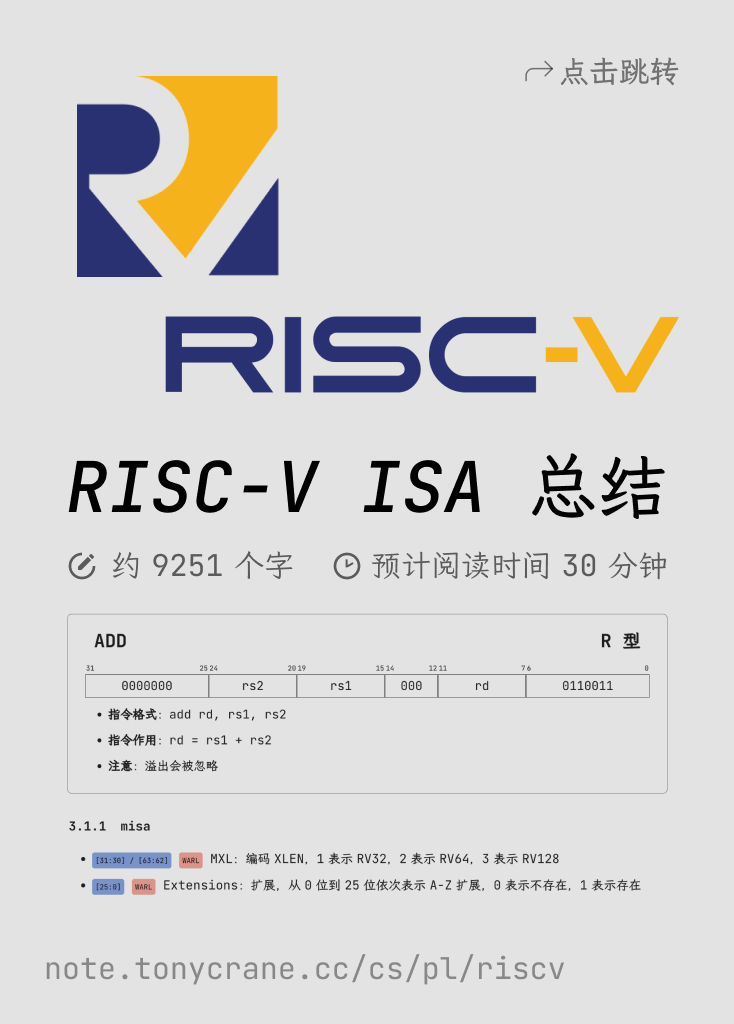 点击跳转
RISC-V
RISC-V ISA 总结
约 9251 个字 预计阅读时间 30 分钟
ADD R 型
31 25 24 20 19 15 14 12 11 7 6 0
0000000 rs2 rs1 000 rd 0110011
• 指令格式: add rd, rs1, rs2
• 指令作用: rd = rs1 + rs2
• 注意: 溢出会被忽略
3.1.1 misa
• [31:30] / [63:62] WARL MXL: 编码 XLEN, 1 表示 RV32, 2 表示 RV64, 3 表示 RV128
• [25:0] WARL Extensions: 扩展, 从 0 位到 25 位依次表示 A-Z 扩展, 0 表示不存在, 1 表示存在
note.tonycrane.cc/cs/pl/riscv